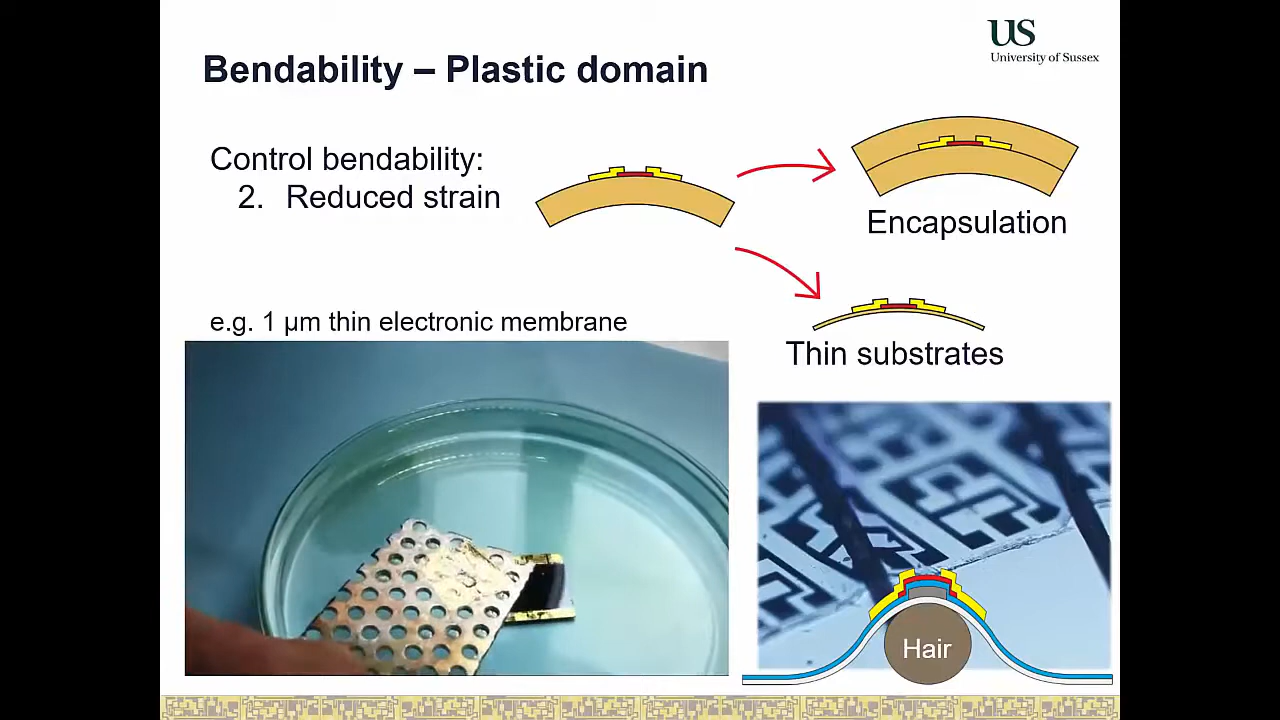 US
University of Sussex
Bendability – Plastic domain
Control bendability:
2. Reduced strain
Encapsulation
e.g. 1 µm thin electronic membrane
Thin substrates
Hair